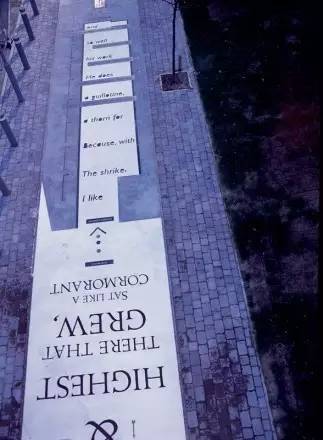 &
HIGHEST
THERE THAT
GREW,
SAT LIKE A
CORMORANT
I like
The shrike,
Because, with
a thorn for
a guillotine,
He does
his work
so well
and